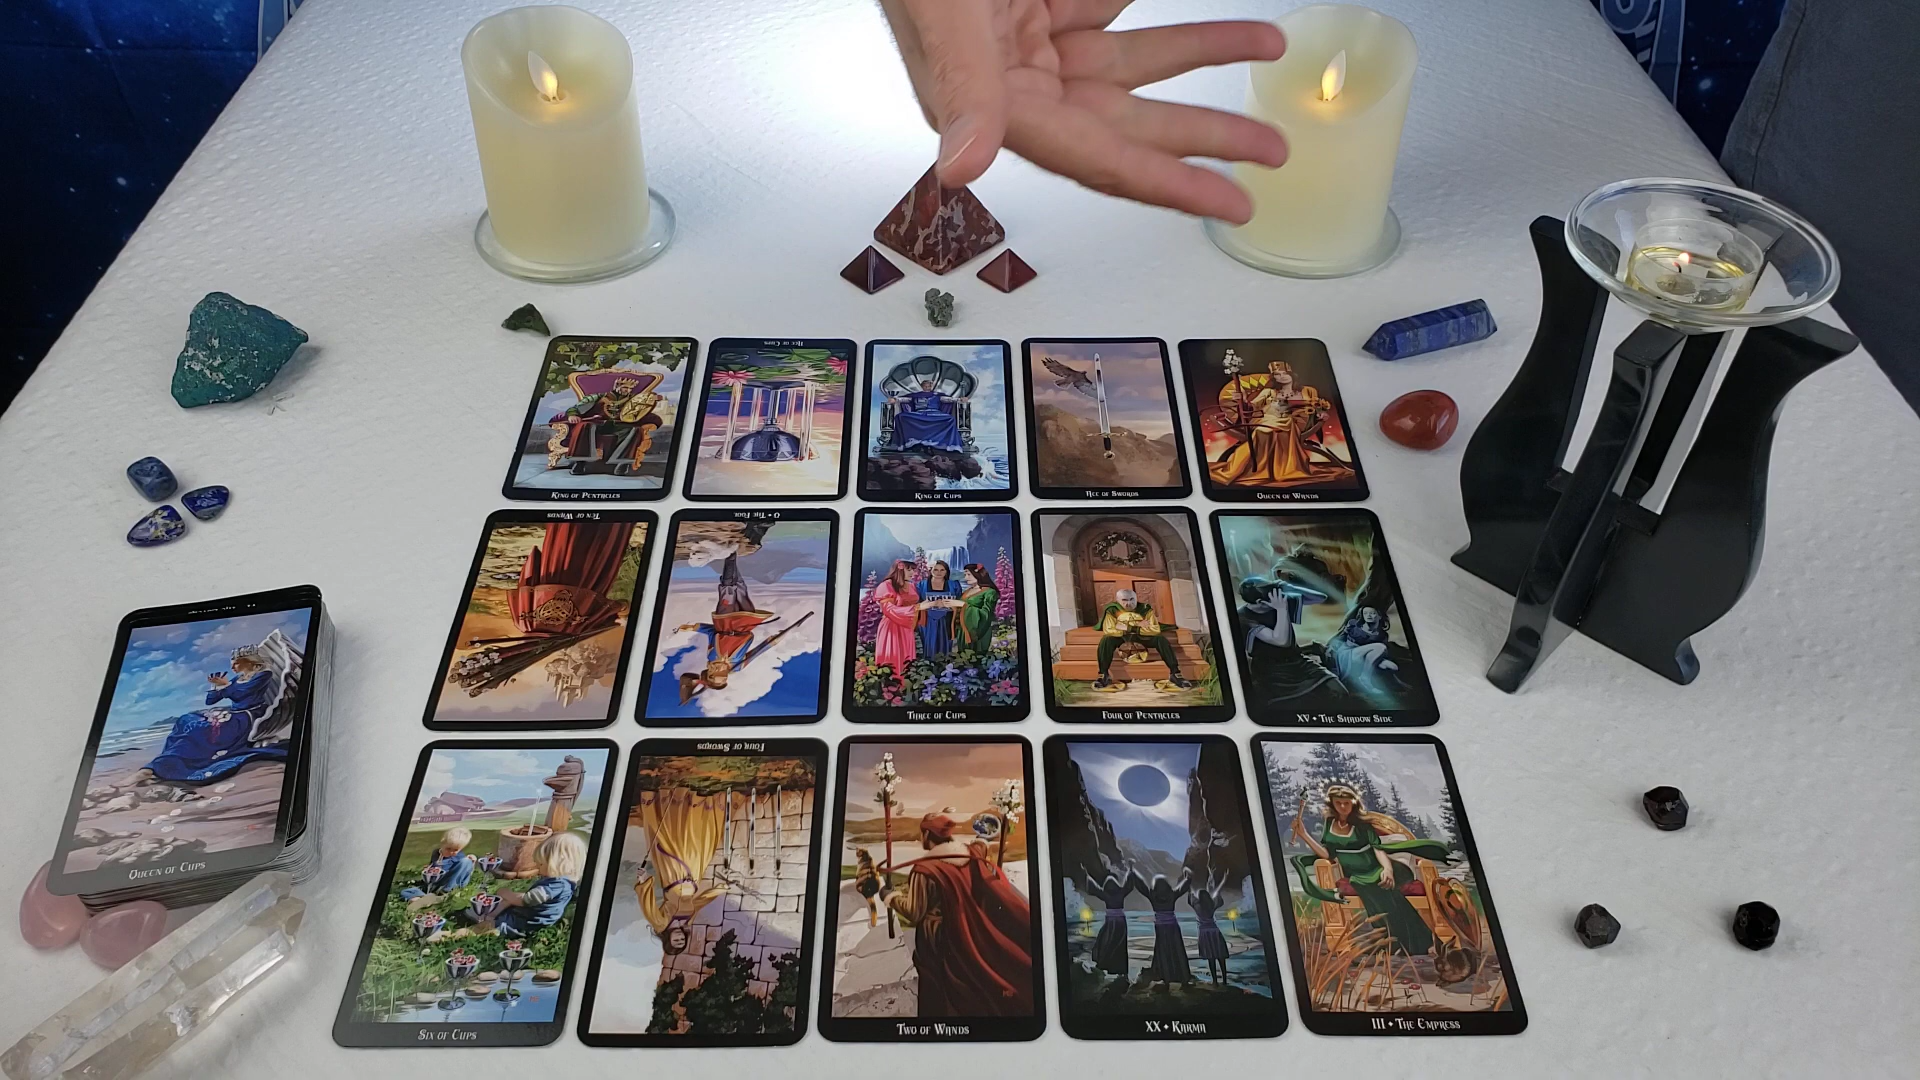 Ace of Cups
King of Pentacles
King of Cups
Ace of Swords
Queen of Wands
Ten of Wands
0 • The Fool
Three of Cups
Four of Pentacles
XV • The Shadow Side
Queen of Cups
Four of Swords
Six of Cups
Two of Wands
XX • Karma
III • The Empress